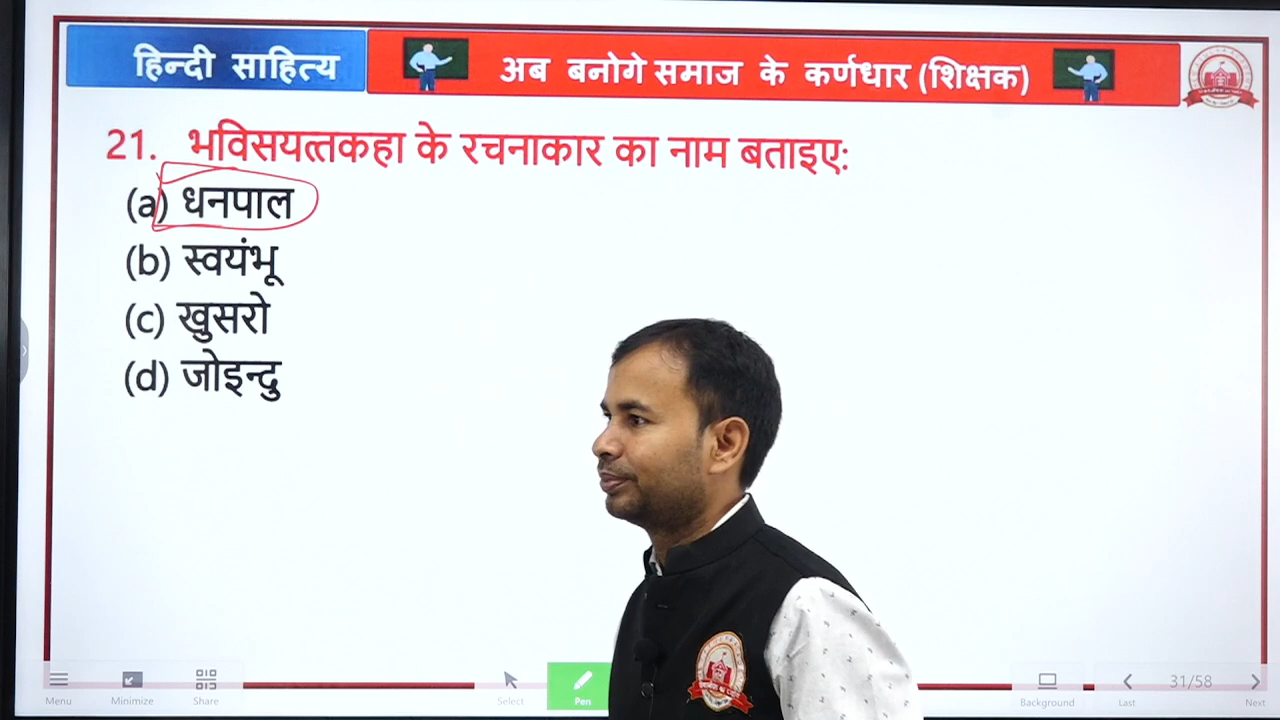 हिन्दी साहित्य
अब बनोगे समाज के कर्णधार (शिक्षक)
21. भविसयत्तकहा के रचनाकार का नाम बताइए:
(a) धनपाल
(b) स्वयंभू
(c) खुसरो
(d) जोइन्दु
Menu Minimize Share Select Pen Background Last 31/58 Next